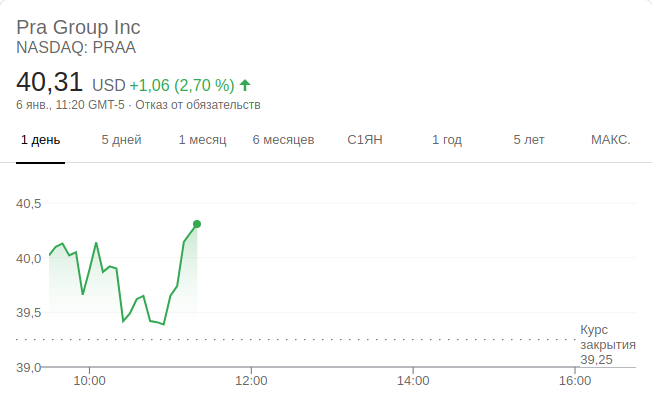 Pra Group Inc
NASDAQ: PRAA
40,31 USD +1,06 (2,70 %)
6 янв., 11:20 GMT-5 · Отказ от обязательств
1 день 5 дней 1 месяц 6 месяцев С1ЯН 1 год 5 лет МАКС.
40,5
40,0
39,5
Курс
закрытия
39,25
39,0
10:00 12:00 14:00 16:00